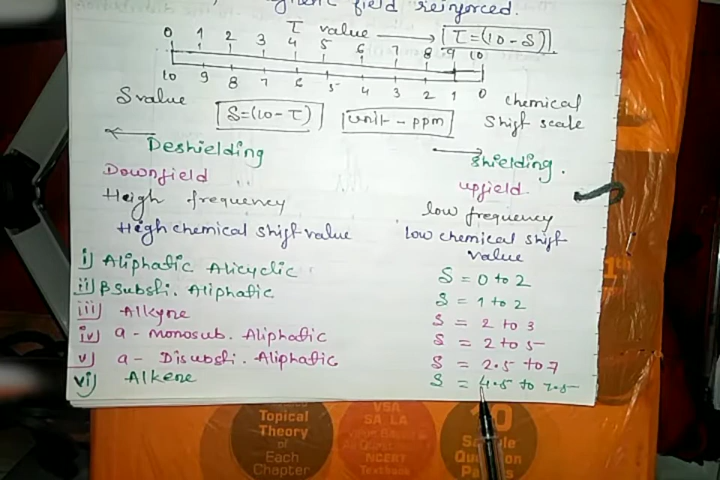 field reinforced.
τ value → τ = (10 - S)
0 1 2 3 4 5 6 7 8 9 10
10 9 8 7 6 5 4 3 2 1 0
S value S = (10 - τ) unit - ppm chemical
Shift scale
Deshielding shielding.
Downfield upfield.
Heigh frequency low frequency
High chemical shift value low chemical shift
value
i) Aliphatic Alicyclic S = 0 to 2
ii) β substi. Aliphatic S = 1 to 2
iii) Alkyne S = 2 to 3
iv) α - monosub. Aliphatic S = 2 to 5
v) α - Disubsti. Aliphatic S = 2.5 to 7
vi) Alkene S = 4.5 to 7.5
Topical
Theory
of
Each
Chapter
VSA
SA LA
NCERT
Textbook
10